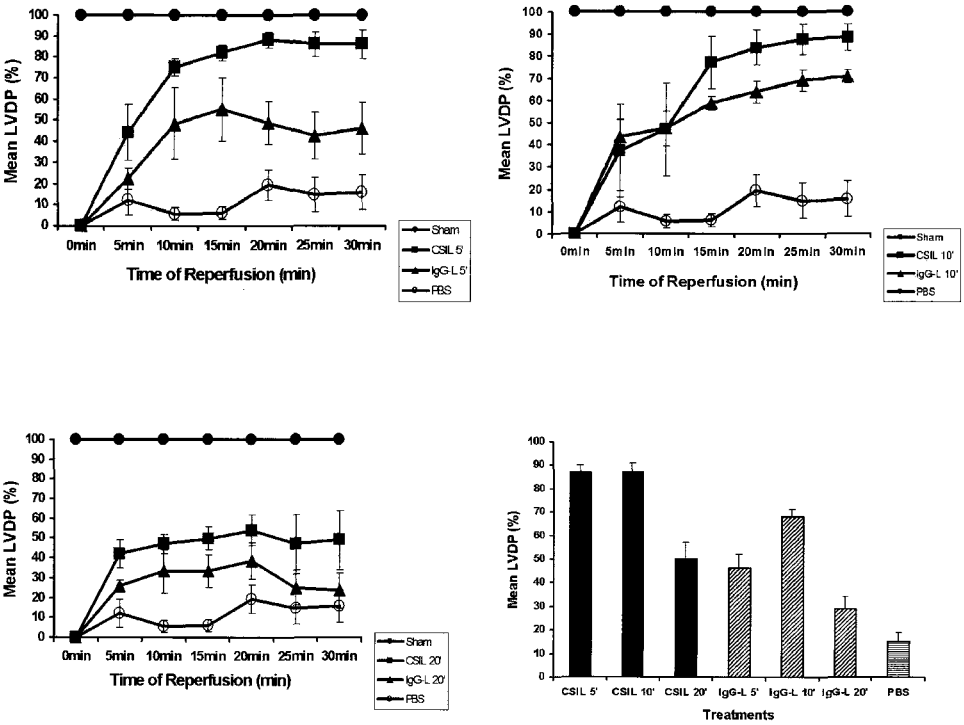 100
90
80
70
60
50
40
30
20
10
0
Mean LVDP (%)
0min 5min 10min 15min 20min 25min 30min
Time of Reperfusion (min)
Sham
CSIL 5'
IgG-L 5'
PBS
100
90
80
70
60
50
40
30
20
10
0
Mean LVDP (%)
0min 5min 10min 15min 20min 25min 30min
Time of Reperfusion (min)
Sham
CSIL 10'
IgG-L 10'
PBS
100
90
80
70
60
50
40
30
20
10
0
Mean LVDP (%)
0min 5min 10min 15min 20min 25min 30min
Time of Reperfusion (min)
Sham
CSIL 20'
IgG-L 20'
PBS
100
90
80
70
60
50
40
30
20
10
0
Mean LVDP (%)
CSIL 5' CSIL 10' CSIL 20' IgG-L 5' IgG-L 10' IgG-L 20' PBS
Treatments